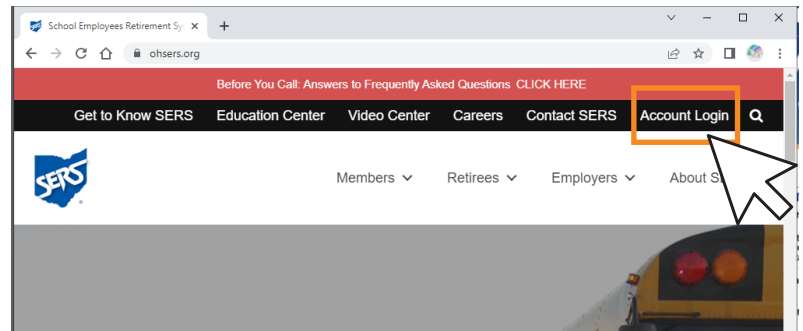 School Employees Retirement Sy
ohsers.org
Before You Call: Answers to Frequently Asked Questions CLICK HERE
Get to Know SERS Education Center Video Center Careers Contact SERS Account Login
SERS
Members Retirees Employers About S